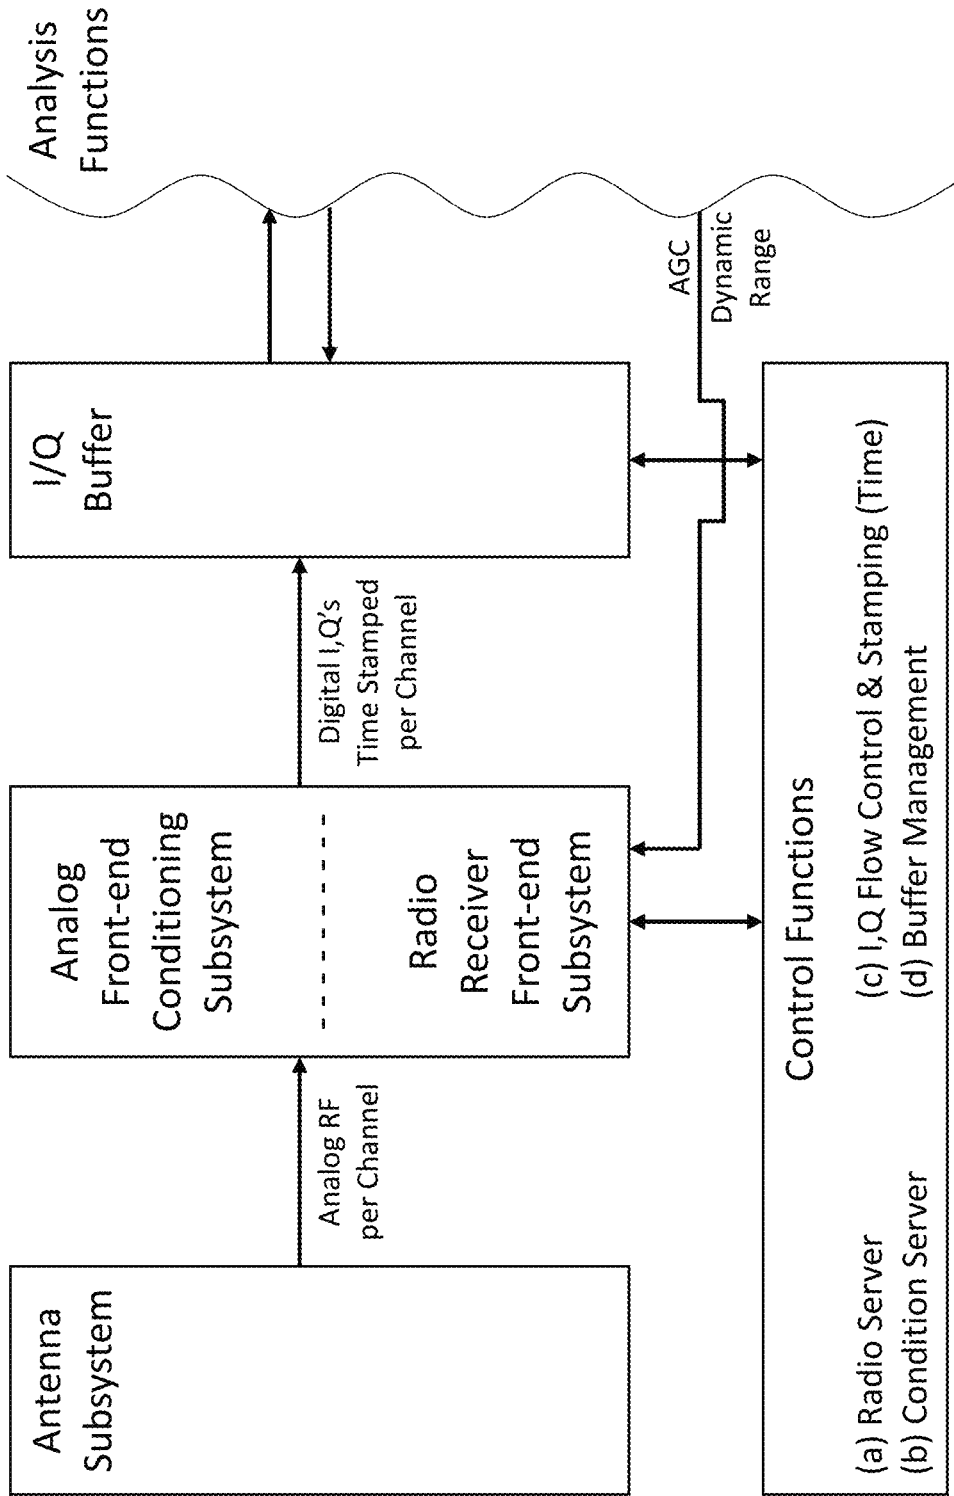 Antenna
Subsystem
Analog RF
per Channel
Analog
Front-end
Conditioning
Subsystem
Radio
Receiver
Front-end
Subsystem
Digital I,Q's
Time Stamped
per Channel
I/Q
Buffer
Analysis
Functions
AGC
Dynamic
Range
Control Functions
(a) Radio Server
(b) Condition Server
(c) I,Q Flow Control & Stamping (Time)
(d) Buffer Management